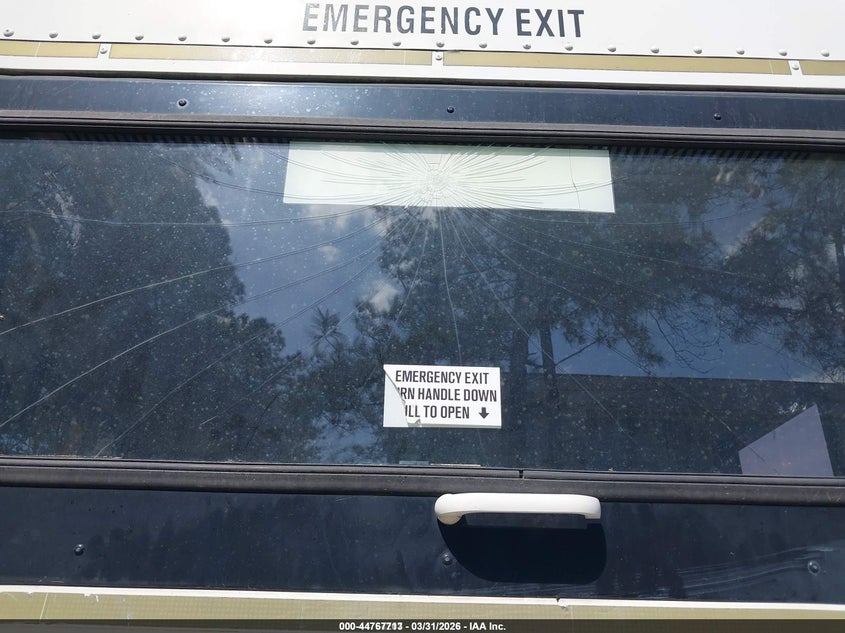 EMERGENCY EXIT
EMERGENCY EXIT
RN HANDLE DOWN
LL TO OPEN ↓
000-44767713 - 03/31/2026 - IAA Inc.